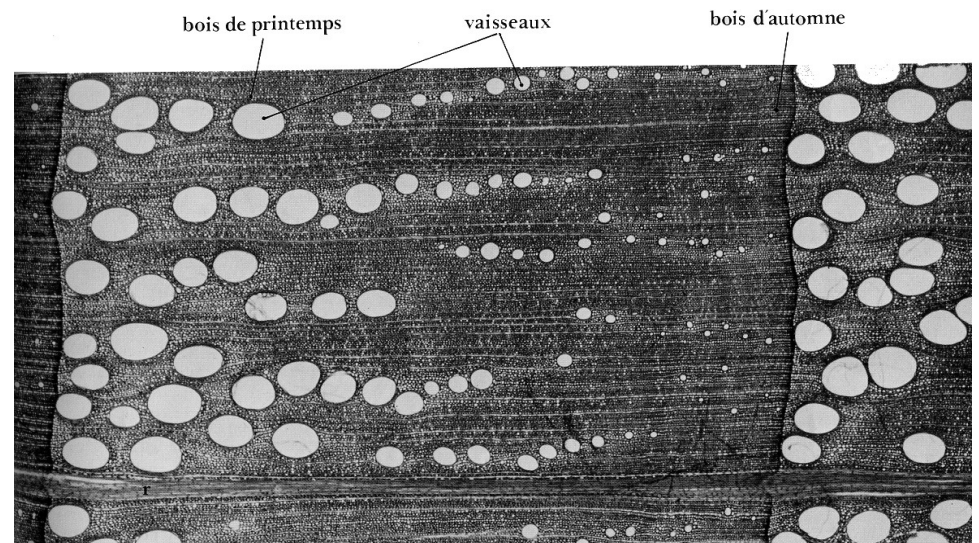 bois de printemps
vaisseaux
bois d'automne
r